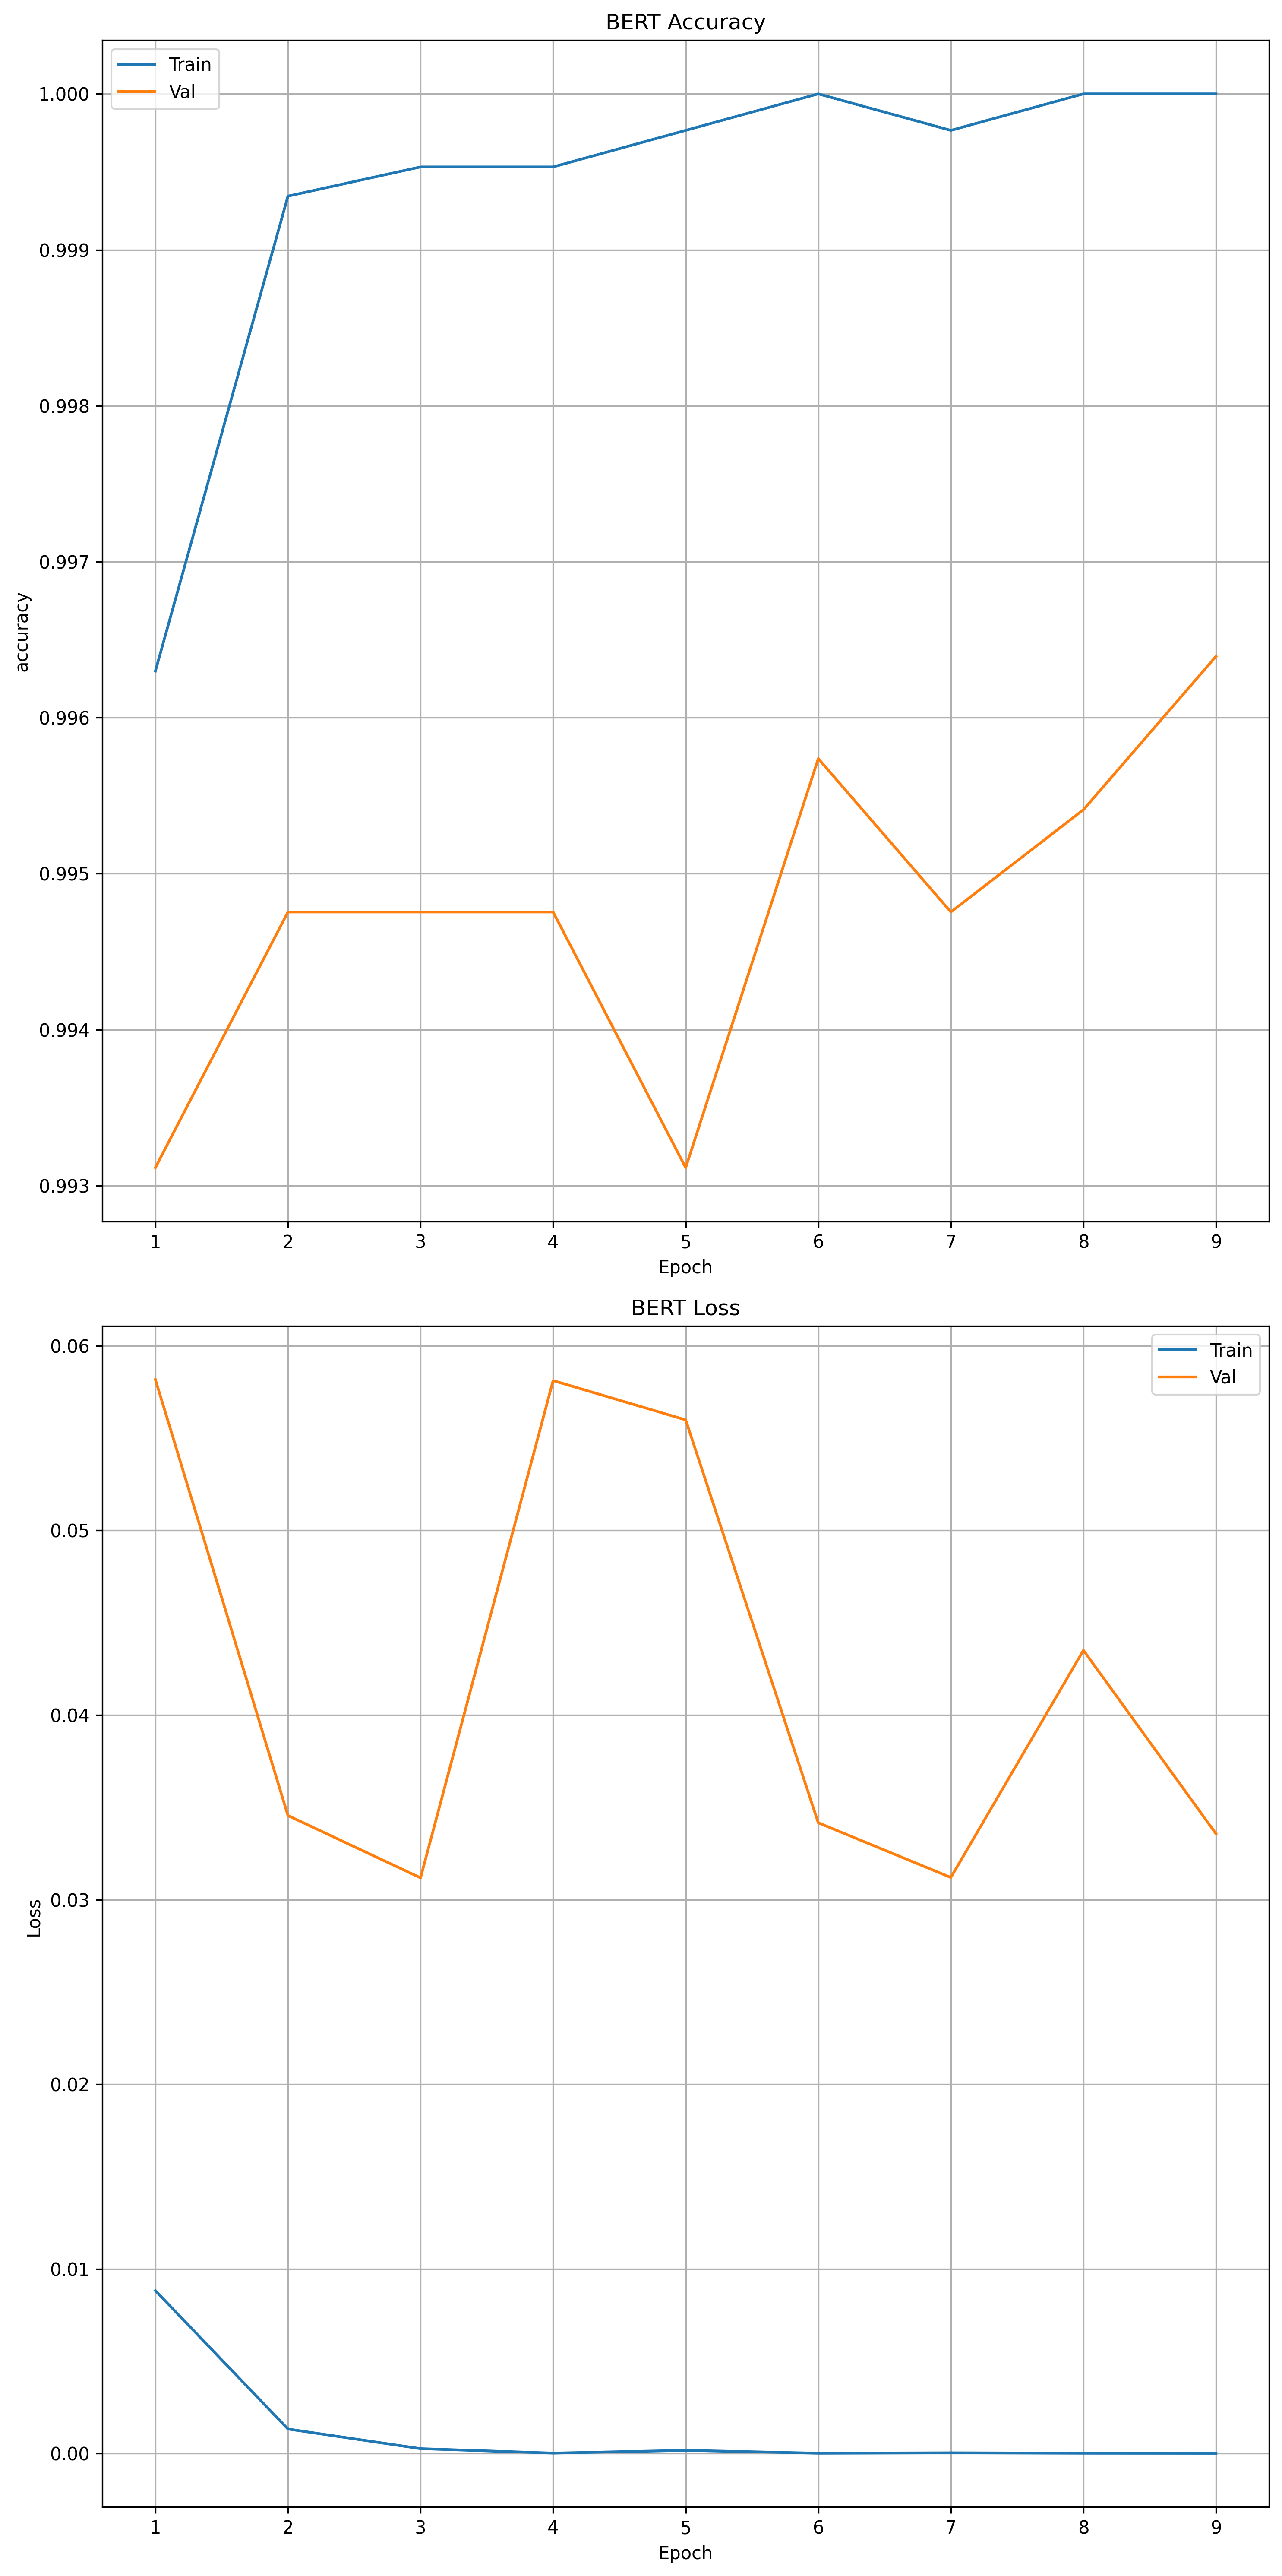 BERT Accuracy
Train
Val
1.000
0.999
0.998
0.997
0.996
0.995
0.994
0.993
accuracy
1 2 3 4 5 6 7 8 9
Epoch
BERT Loss
Train
Val
0.06
0.05
0.04
0.03
0.02
0.01
0.00
Loss
1 2 3 4 5 6 7 8 9
Epoch